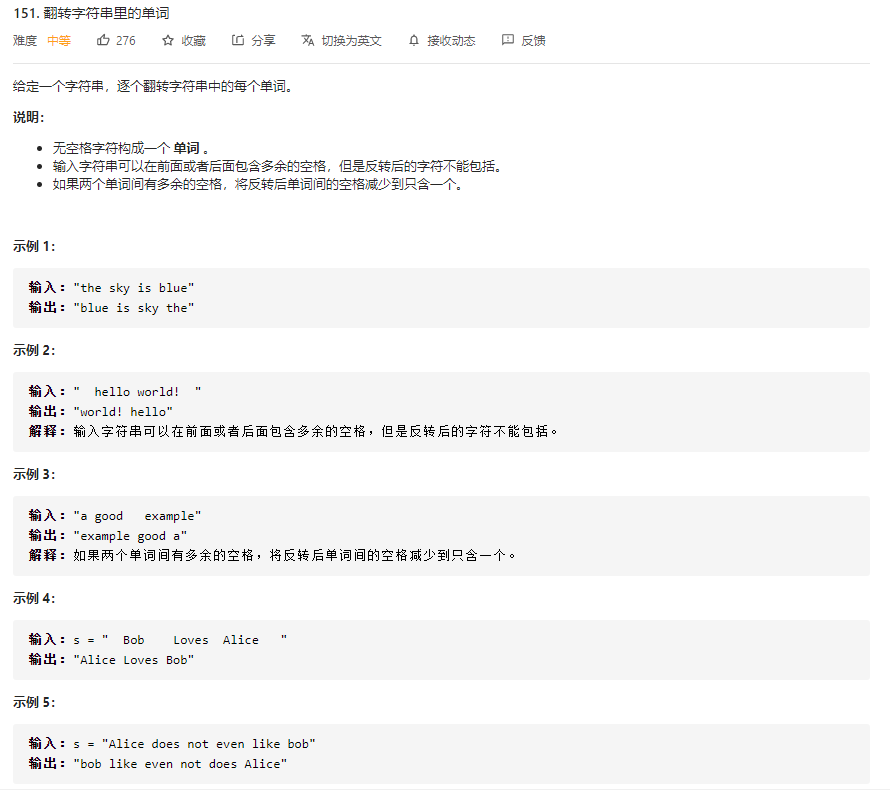 151. 翻转字符串里的单词
难度 中等 276 收藏 分享 切换为英文 接收动态 反馈
给定一个字符串，逐个翻转字符串中的每个单词。
说明：
无空格字符构成一个 单词 。
输入字符串可以在前面或者后面包含多余的空格，但是反转后的字符不能包括。
如果两个单词间有多余的空格，将反转后单词间的空格减少到只含一个。
示例 1：
输入："the sky is blue"
输出："blue is sky the"
示例 2：
输入："  hello world!  "
输出："world! hello"
解释：输入字符串可以在前面或者后面包含多余的空格，但是反转后的字符不能包括。
示例 3：
输入："a good   example"
输出："example good a"
解释：如果两个单词间有多余的空格，将反转后单词间的空格减少到只含一个。
示例 4：
输入：s = "  Bob    Loves  Alice   "
输出："Alice Loves Bob"
示例 5：
输入：s = "Alice does not even like bob"
输出："bob like even not does Alice"